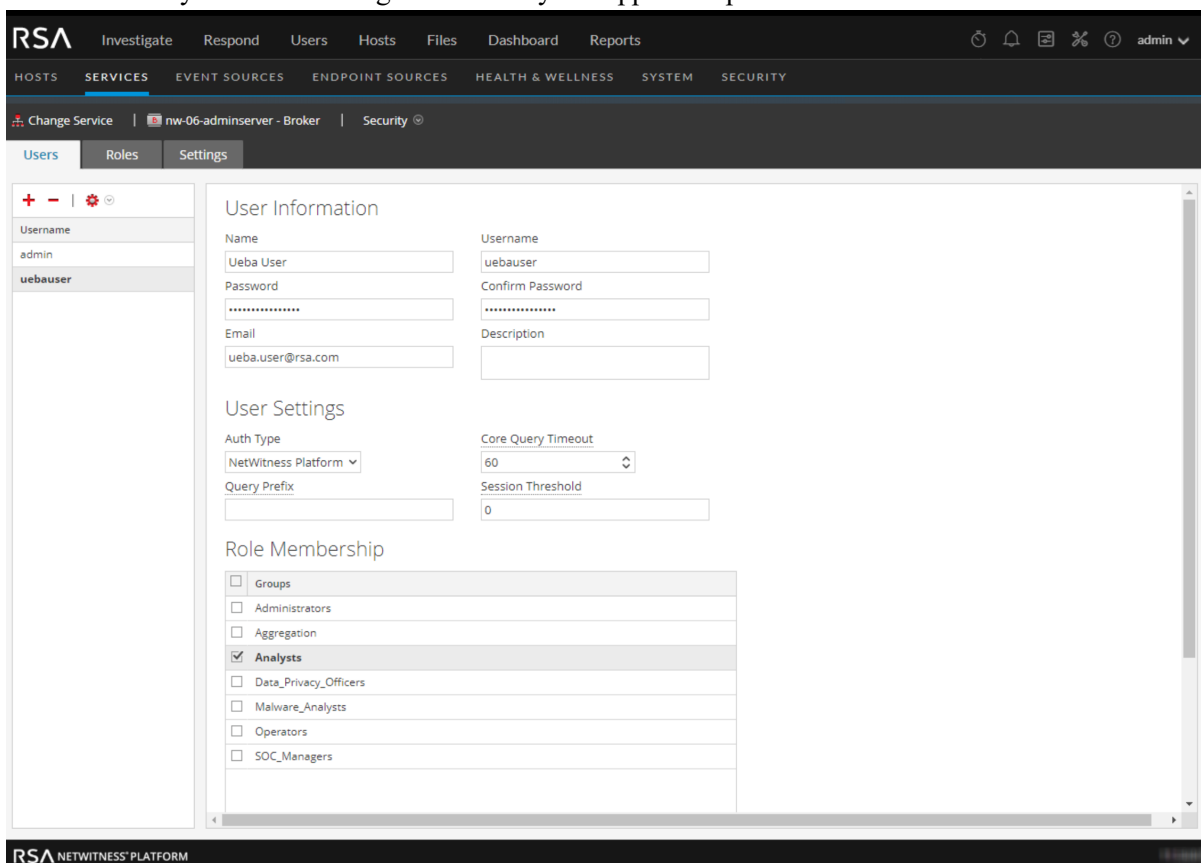 RSA Investigate Respond Users Hosts Files Dashboard Reports admin
HOSTS SERVICES EVENT SOURCES ENDPOINT SOURCES HEALTH & WELLNESS SYSTEM SECURITY
Change Service | nw-06-adminserver - Broker | Security
Users Roles Settings
User Information
Username
Name Username
admin
Ueba User uebauser
uebauser
Password Confirm Password
•••••••••••••••• ••••••••••••••••
Email Description
ueba.user@rsa.com
User Settings
Auth Type Core Query Timeout
NetWitness Platform 60
Query Prefix Session Threshold
0
Role Membership
Groups
Administrators
Aggregation
Analysts
Data_Privacy_Officers
Malware_Analysts
Operators
SOC_Managers
RSA NETWITNESS® PLATFORM